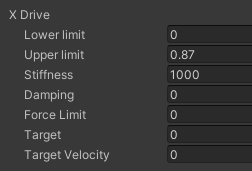 X Drive
Lower limit 0
Upper limit 0.87
Stiffness 1000
Damping 0
Force Limit 0
Target 0
Target Velocity 0